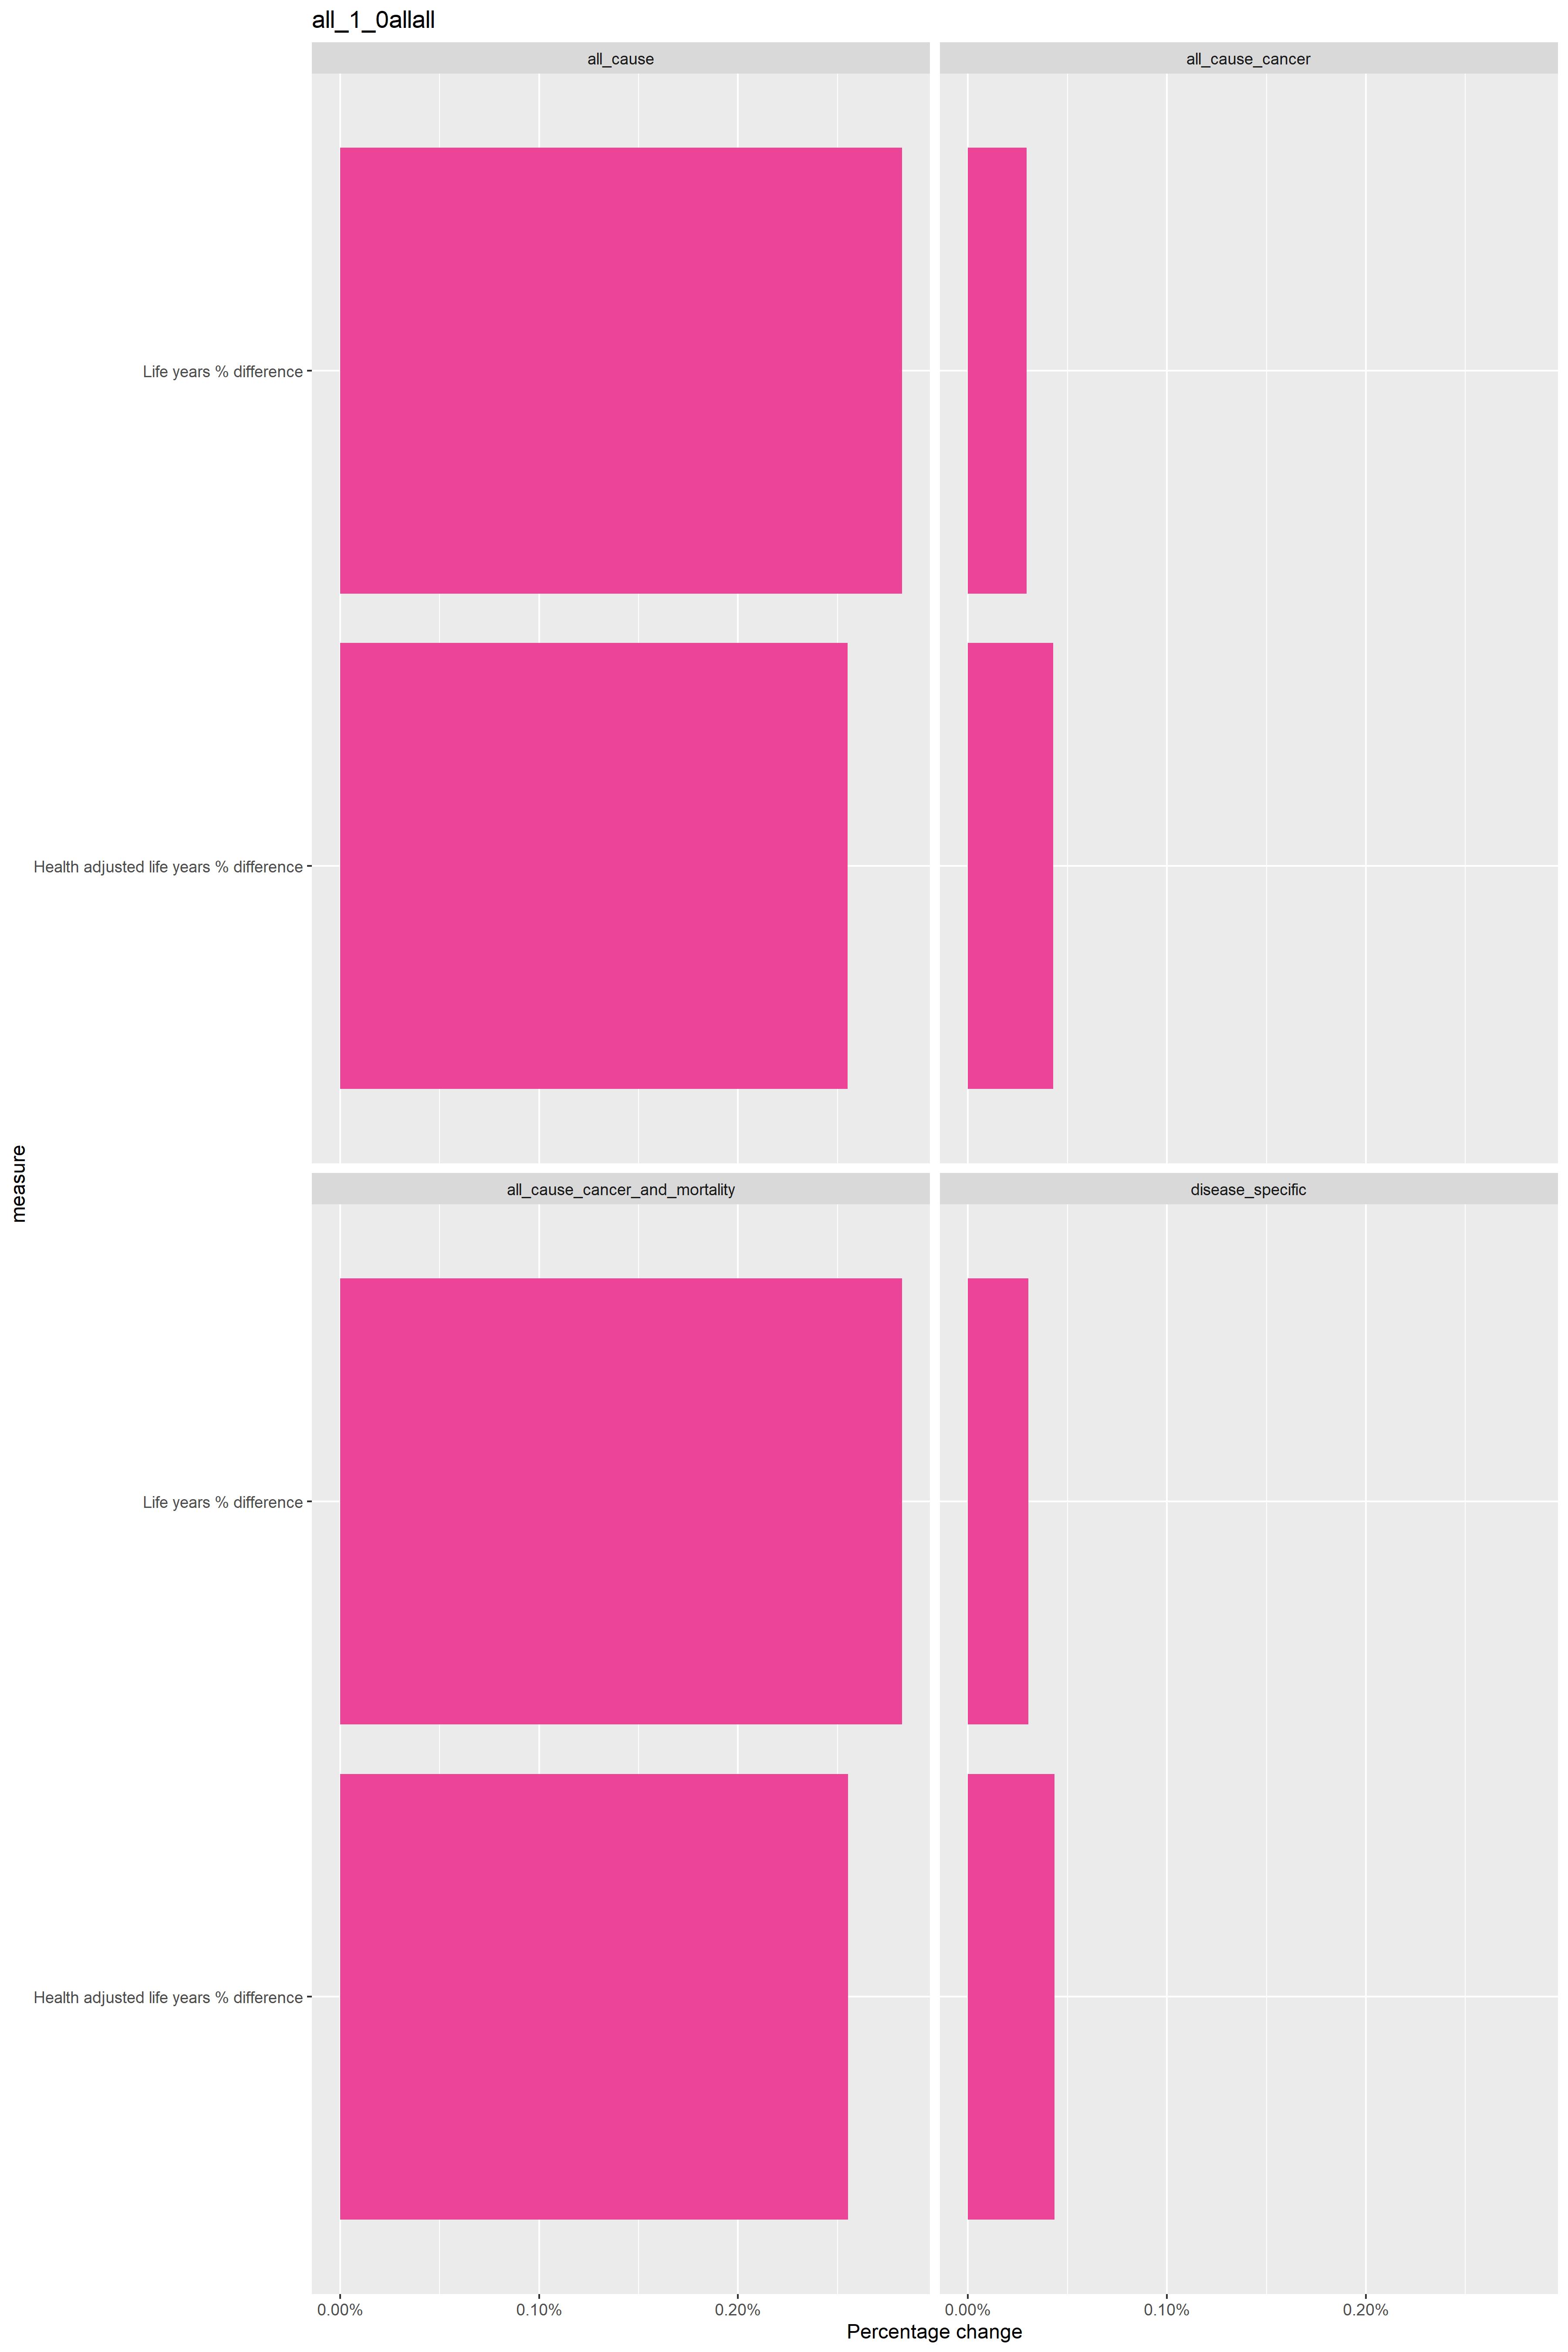 all_1_0allall
all_cause
all_cause_cancer
Life years % difference
Health adjusted life years % difference
measure
all_cause_cancer_and_mortality
disease_specific
Life years % difference
Health adjusted life years % difference
0.00%
0.10%
0.20%
0.00%
0.10%
0.20%
Percentage change